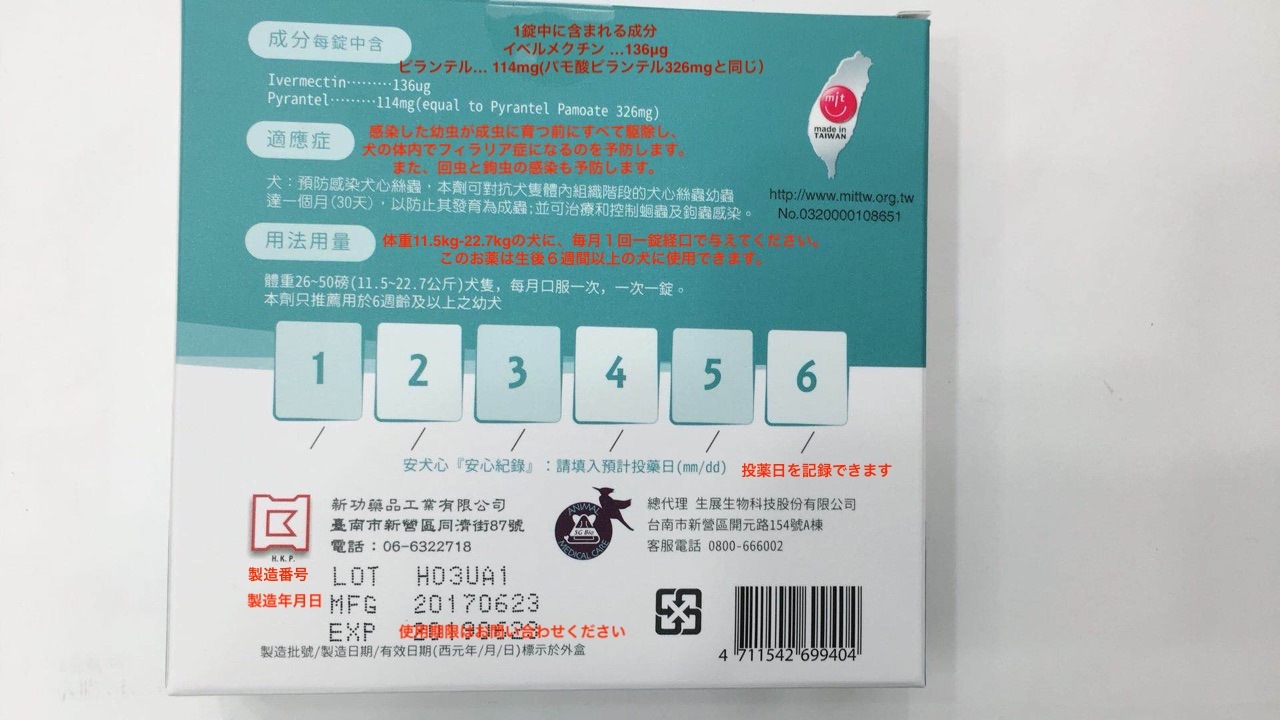 成分每錠中含
1錠中に含まれる成分
イベルメクチン …136μg
ピランテル… 114mg(パモ酸ピランテル326mgと同じ)
Ivermectin………136ug
Pyrantel………114mg(equal to Pyrantel Pamoate 326mg)
mit
made in
TAIWAN
適應症
感染した幼虫が成虫に育つ前にすべて駆除し、
犬の体内でフィラリア症になるのを予防します。
また、回虫と鉤虫の感染も予防します。
犬：預防感染犬心絲蟲，本劑可對抗犬隻體內組織階段的犬心絲蟲幼蟲
達一個月(30天)，以防止其發育為成蟲;並可治療和控制蛔蟲及鉤蟲感染。
http://www.mittw.org.tw
No.0320000108651
用法用量
体重11.5kg-22.7kgの犬に、毎月１回一錠経口で与えてください。
このお薬は生後６週間以上の犬に使用できます。
體重26~50磅(11.5~22.7公斤)犬隻，每月口服一次，一次一錠。
本劑只推薦用於6週齡及以上之幼犬
1 2 3 4 5 6
安犬心『安心紀錄』：請填入預計投藥日(mm/dd)
投薬日を記録できます
H.K.P.
新功藥品工業有限公司
臺南市新營區同濟街87號
電話：06-6322718
ANIMAL
SG Bio
MEDICAL CARE
總代理 生展生物科技股份有限公司
台南市新營區開元路154號A棟
客服電話 0800-666002
製造番号 LOT HD3UA1
製造年月日 MFG 20170623
EXP
使用期限はお問い合わせください
製造批號/製造日期/有效日期(西元年/月/日)標示於外盒
4 711542 699404